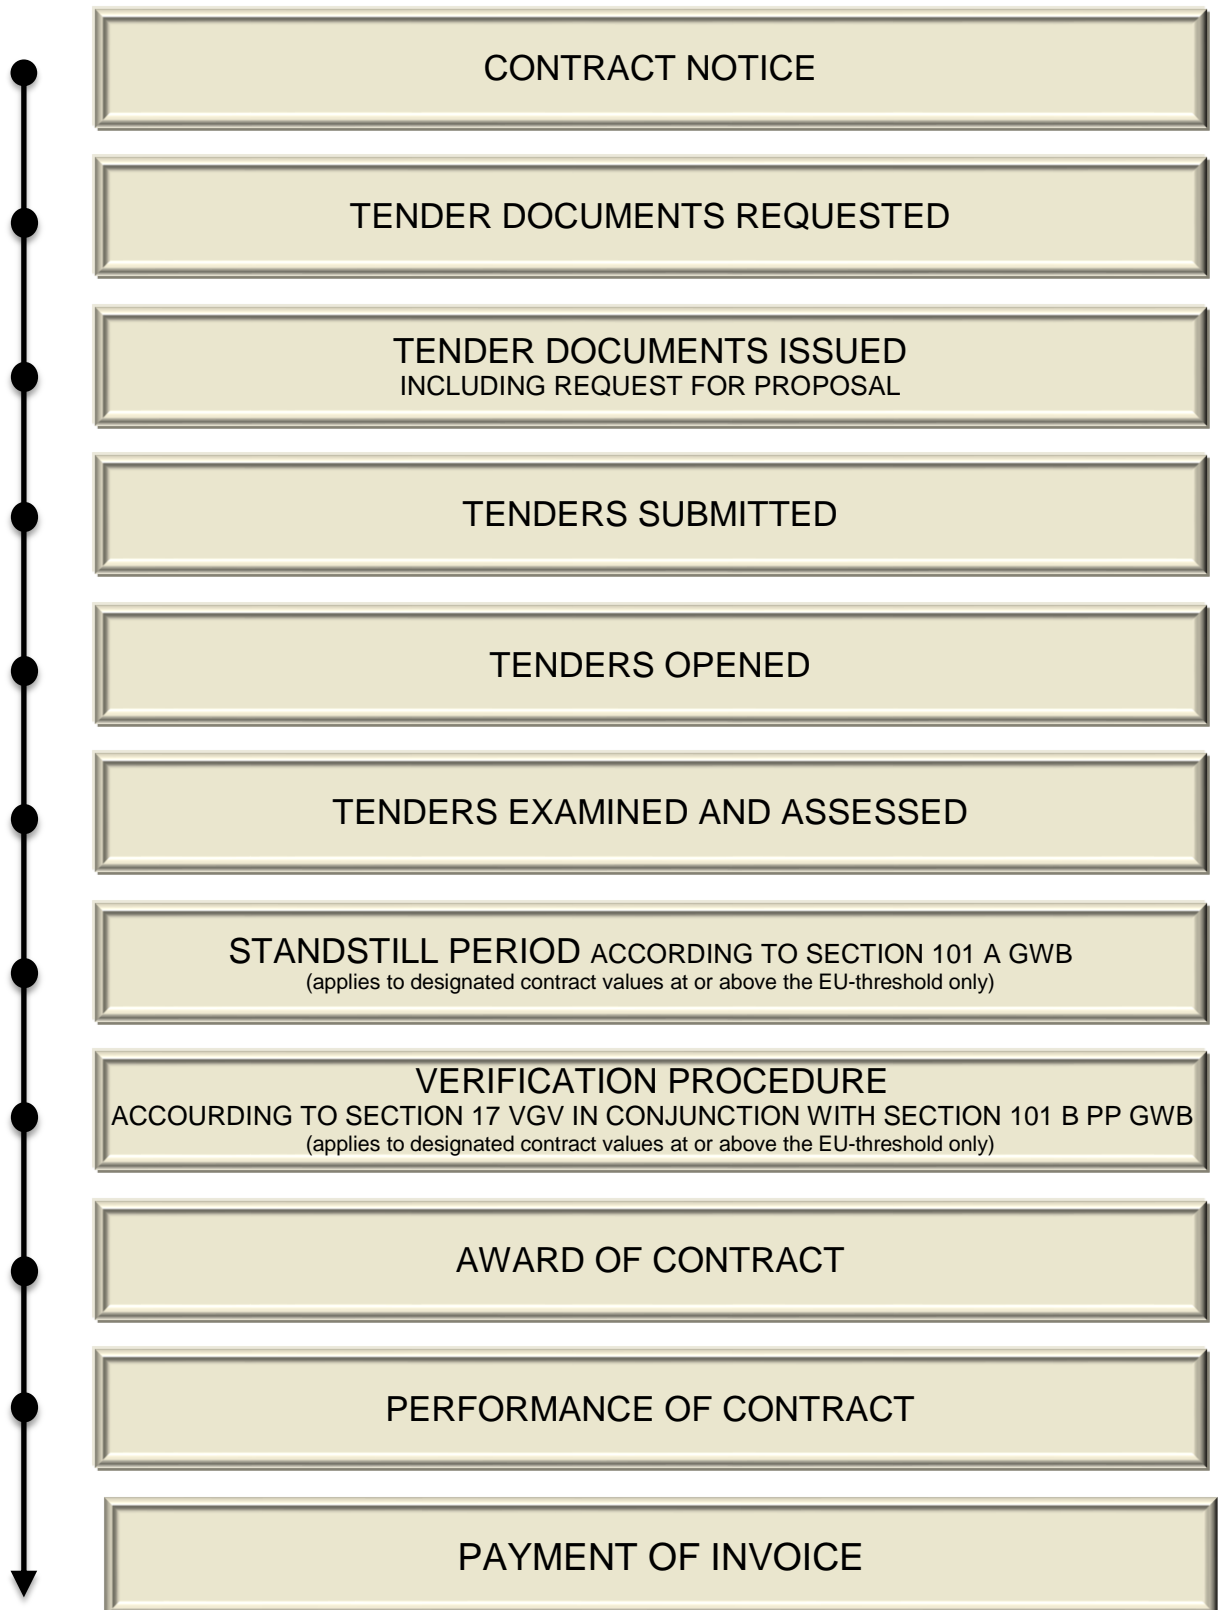 CONTRACT NOTICE
TENDER DOCUMENTS REQUESTED
TENDER DOCUMENTS ISSUED
INCLUDING REQUEST FOR PROPOSAL
TENDERS SUBMITTED
TENDERS OPENED
TENDERS EXAMINED AND ASSESSED
STANDSTILL PERIOD ACCORDING TO SECTION 101 A GWB
(applies to designated contract values at or above the EU-threshold only)
VERIFICATION PROCEDURE
ACCOURDING TO SECTION 17 VGV IN CONJUNCTION WITH SECTION 101 B PP GWB
(applies to designated contract values at or above the EU-threshold only)
AWARD OF CONTRACT
PERFORMANCE OF CONTRACT
PAYMENT OF INVOICE